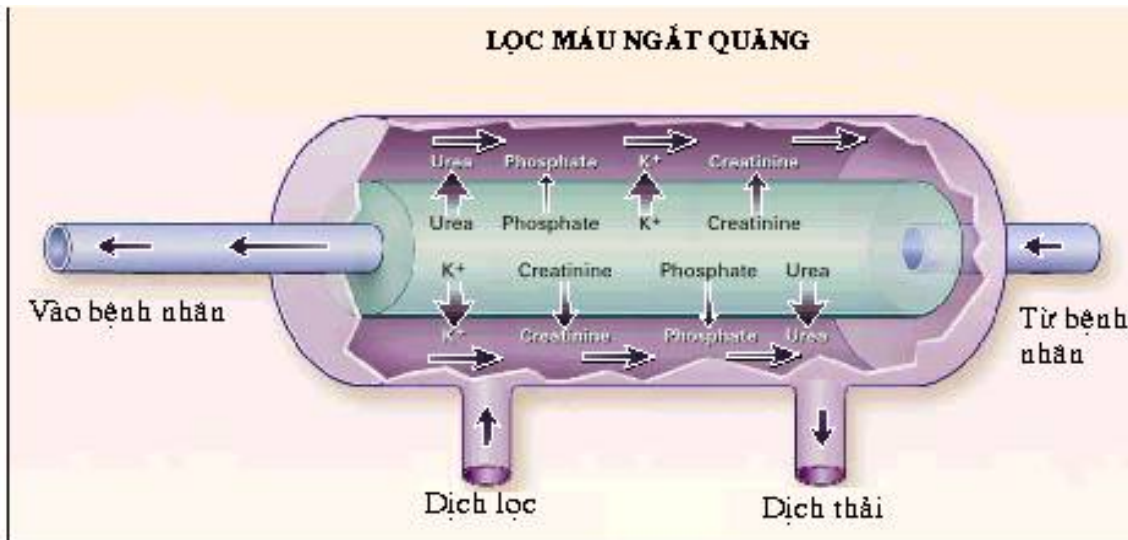 LỌC MÁU NGẮT QUÃNG
Urea Phosphate K⁺ Creatinine
Urea Phosphate K⁺ Creatinine
K⁺ Creatinine Phosphate Urea
K⁺ Creatinine Phosphate Urea
Vào bệnh nhân
Từ bệnh
nhân
Dịch lọc
Dịch thải